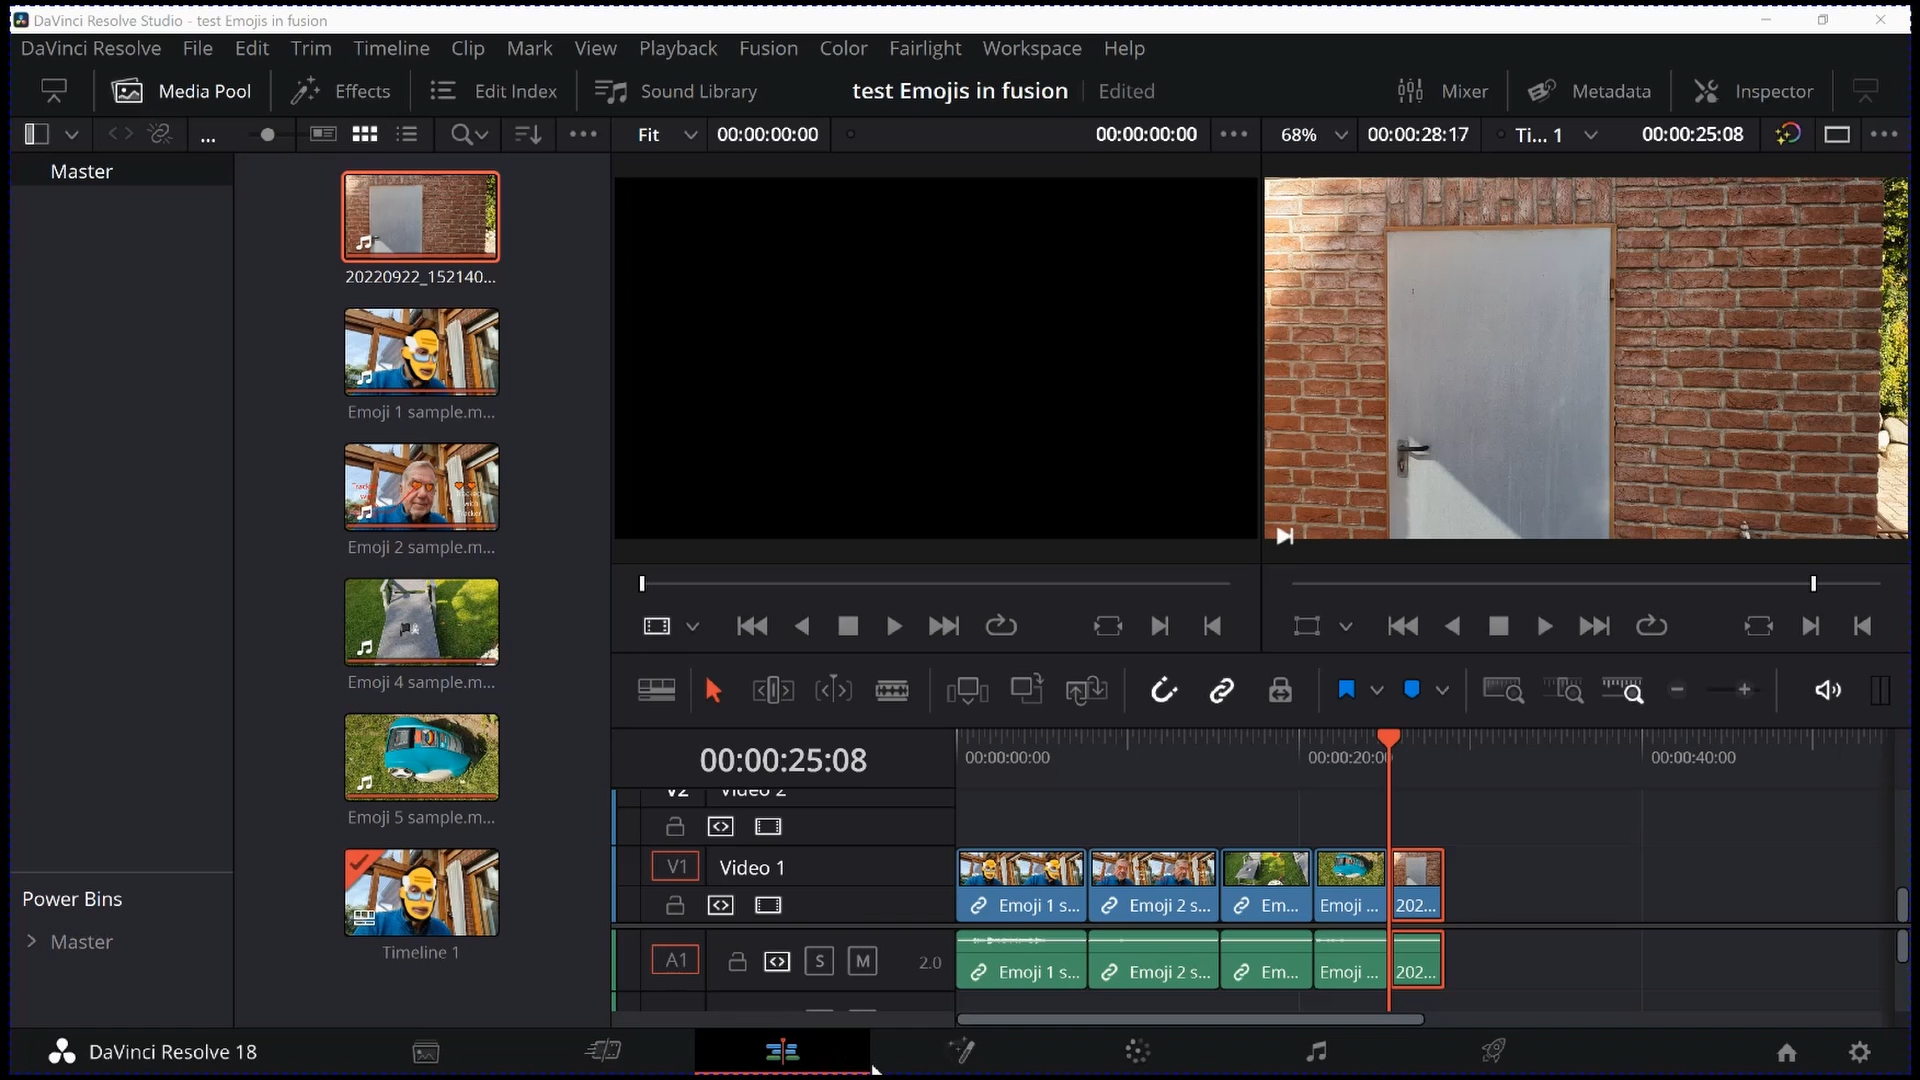 DaVinci Resolve Studio - test Emojis in fusion
DaVinci Resolve File Edit Trim Timeline Clip Mark View Playback Fusion Color Fairlight Workspace Help
Media Pool Effects Edit Index Sound Library test Emojis in fusion Edited Mixer Metadata Inspector
... Fit 00:00:00:00 00:00:00:00 68% 00:00:28:17 Ti... 1 00:00:25:08
Master
20220922_152140...
Emoji 1 sample.m...
Emoji 2 sample.m...
Emoji 4 sample.m...
Emoji 5 sample.m...
Timeline 1
Power Bins
Master
00:00:25:08
00:00:00:00 00:00:20:00 00:00:40:00
V2 Video 2
V1 Video 1
Emoji 1 s... Emoji 2 s... Em... Emoji ... 202...
A1 S M 2.0
Emoji 1 s... Emoji 2 s... Em... Emoji ... 202...
DaVinci Resolve 18